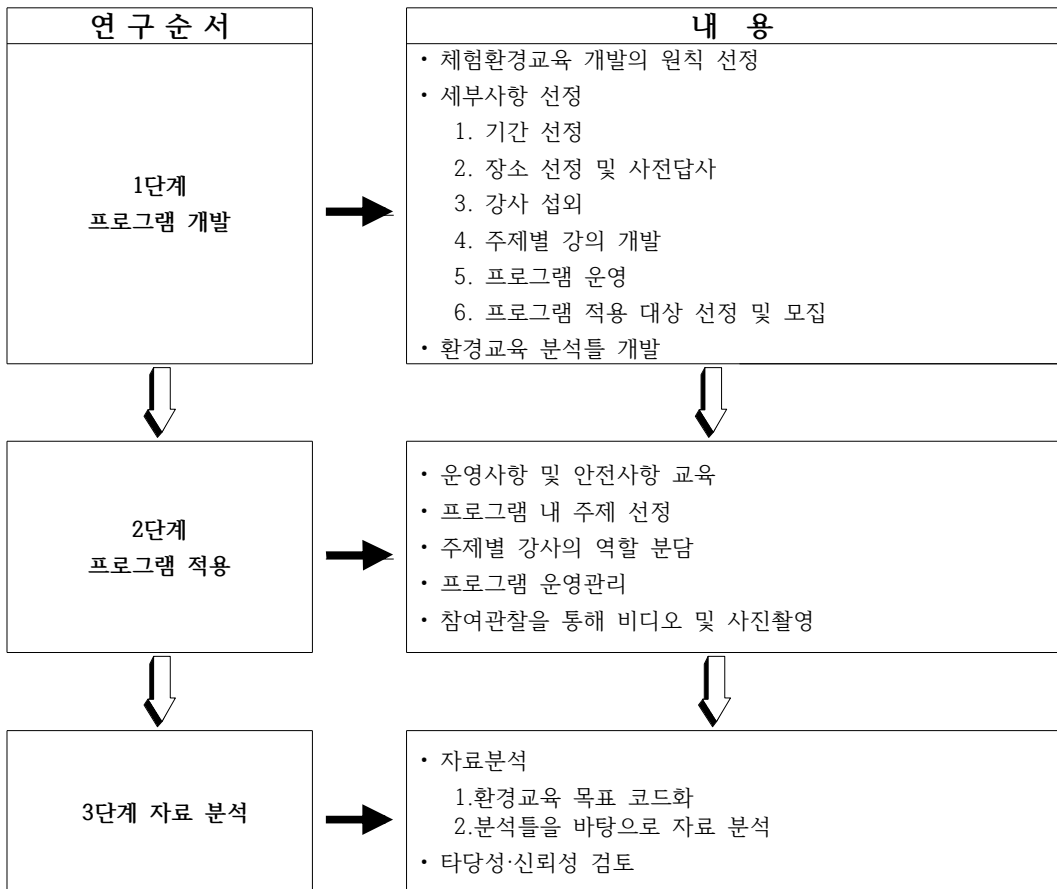 연 구 순 서
내 용
1단계
프로그램 개발
• 체험환경교육 개발의 원칙 선정
• 세부사항 선정
1. 기간 선정
2. 장소 선정 및 사전답사
3. 강사 섭외
4. 주제별 강의 개발
5. 프로그램 운영
6. 프로그램 적용 대상 선정 및 모집
• 환경교육 분석틀 개발
2단계
프로그램 적용
• 운영사항 및 안전사항 교육
• 프로그램 내 주제 선정
• 주제별 강사의 역할 분담
• 프로그램 운영관리
• 참여관찰을 통해 비디오 및 사진촬영
3단계 자료 분석
• 자료분석
1.환경교육 목표 코드화
2.분석틀을 바탕으로 자료 분석
• 타당성·신뢰성 검토